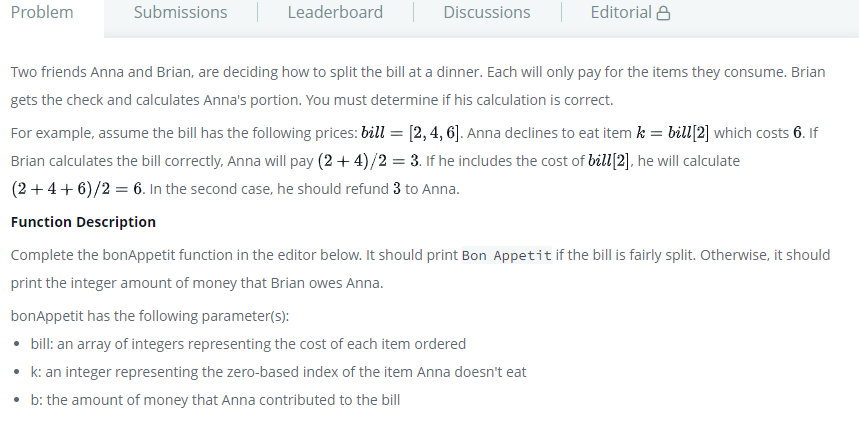 Problem Submissions Leaderboard Discussions Editorial
Two friends Anna and Brian, are deciding how to split the bill at a dinner. Each will only pay for the items they consume. Brian
gets the check and calculates Anna's portion. You must determine if his calculation is correct.
For example, assume the bill has the following prices: bill = [2, 4, 6]. Anna declines to eat item k = bill[2] which costs 6. If
Brian calculates the bill correctly, Anna will pay (2 + 4)/2 = 3. If he includes the cost of bill[2], he will calculate
(2 + 4 + 6)/2 = 6. In the second case, he should refund 3 to Anna.
Function Description
Complete the bonAppetit function in the editor below. It should print Bon Appetit if the bill is fairly split. Otherwise, it should
print the integer amount of money that Brian owes Anna.
bonAppetit has the following parameter(s):
• bill: an array of integers representing the cost of each item ordered
• k: an integer representing the zero-based index of the item Anna doesn't eat
• b: the amount of money that Anna contributed to the bill